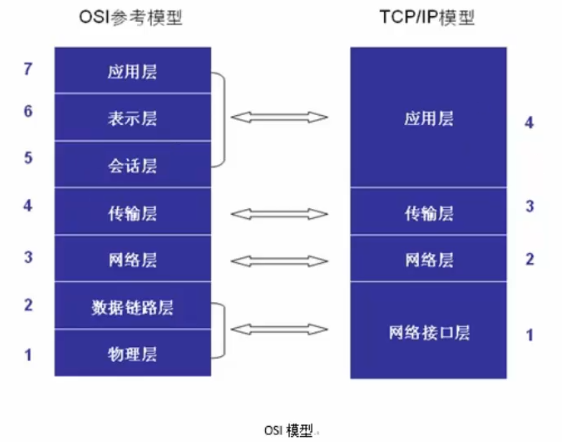 OSI参考模型
TCP/IP模型
7
应用层
6
表示层
5
会话层
4
传输层
3
网络层
2
数据链路层
1
物理层
应用层
4
传输层
3
网络层
2
网络接口层
1
OSI 模型